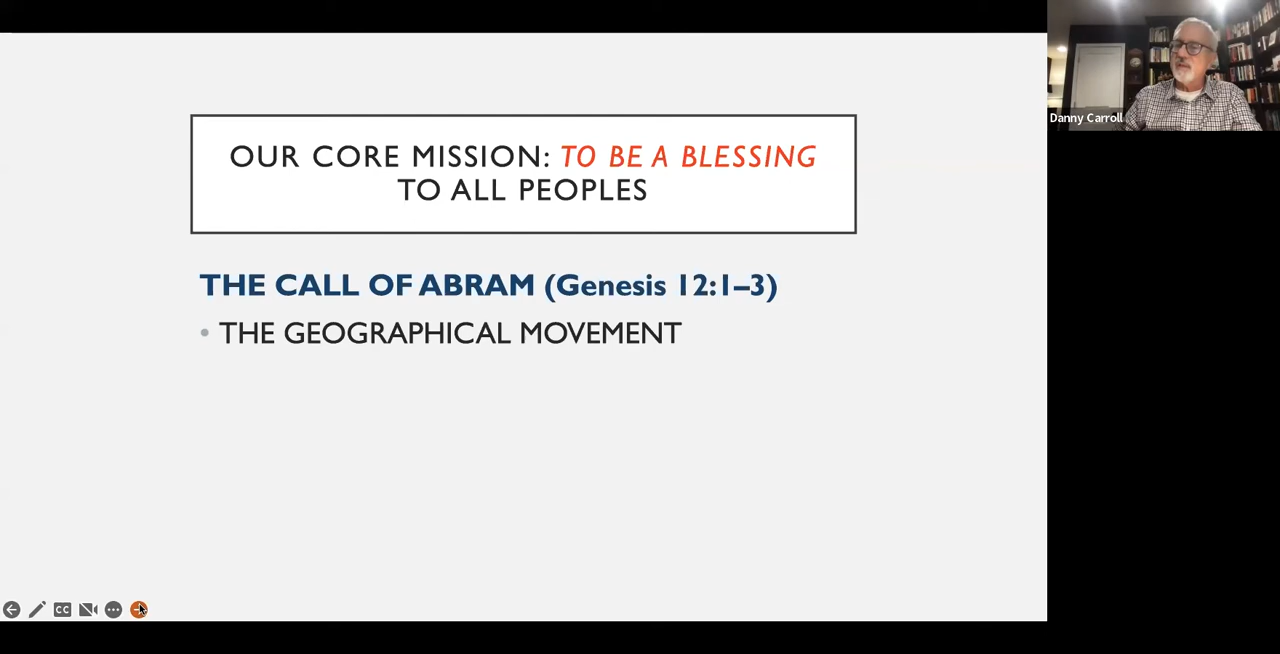 OUR CORE MISSION: TO BE A BLESSING
TO ALL PEOPLES
THE CALL OF ABRAM (Genesis 12:1–3)
• THE GEOGRAPHICAL MOVEMENT
Danny Carroll
CC